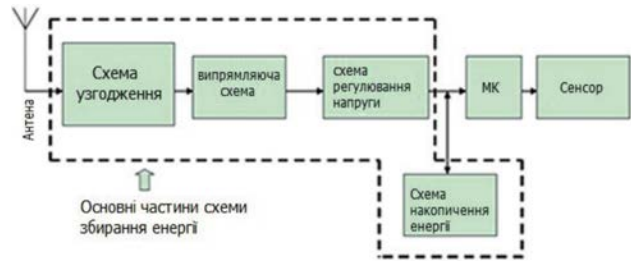 Антена
Схема
узгодження
випрямляюча
схема
схема
регулювання
напруги
МК
Сенсор
Схема
накопичення
енергії
Основні частини схеми
збирання енергії